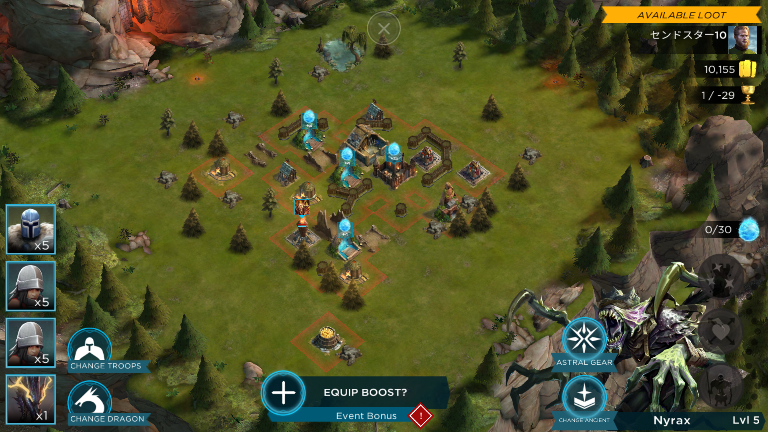 AVAILABLE LOOT
センドスター10
10,155
1 / -29
0/30
x5
x5
x5
x1
CHANGE TROOPS
CHANGE DRAGON
EQUIP BOOST?
Event Bonus
ASTRAL GEAR
CHANGE ANCIENT
Nyrax Lvl 5